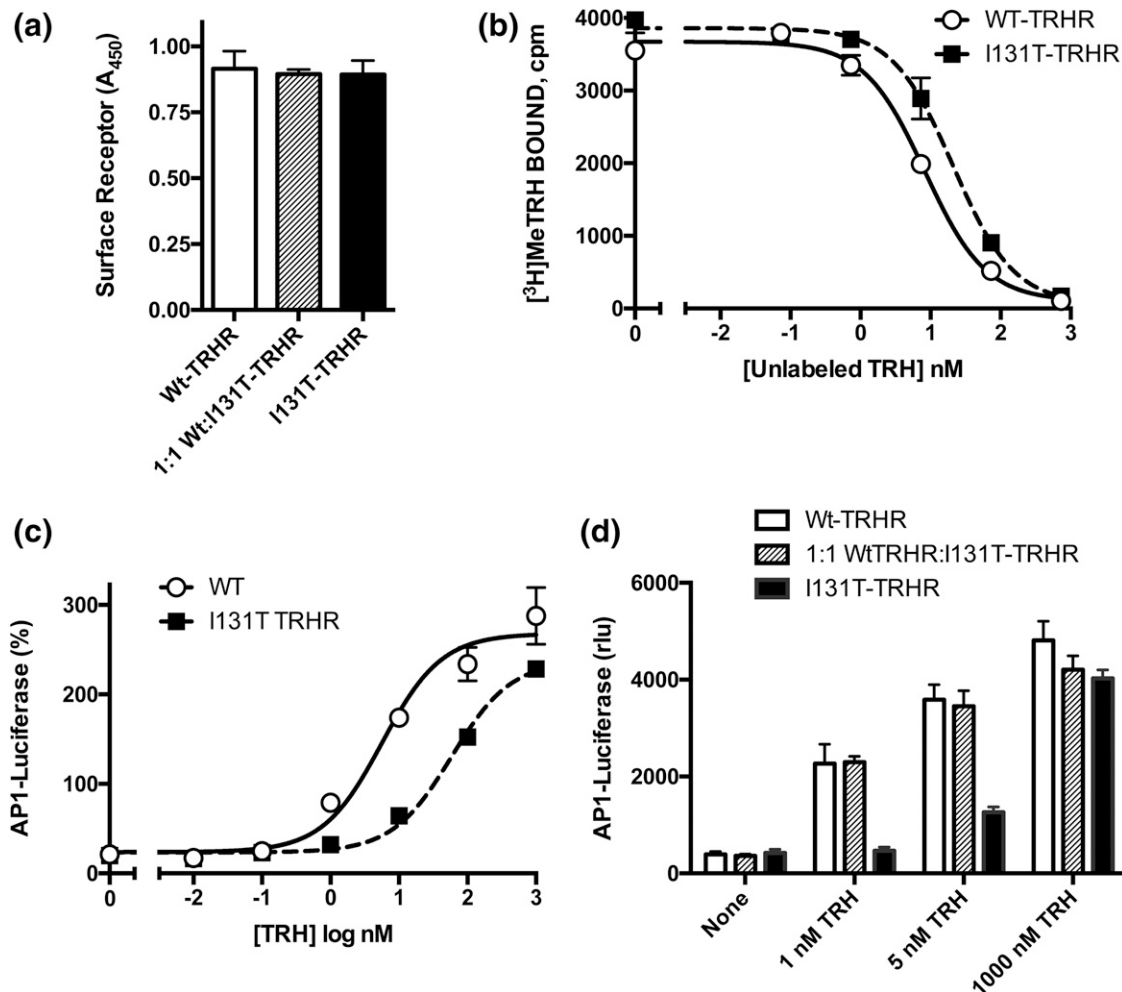 (a)
Surface Receptor (A450)
1.00
0.75
0.50
0.25
0.00
Wt-TRHR
1:1 Wt:I131T-TRHR
I131T-TRHR
(b)
WT-TRHR
I131T-TRHR
[³H]MeTRH BOUND, cpm
4000
3000
2000
1000
0
0 -2 -1 0 1 2 3
[Unlabeled TRH] nM
(c)
WT
I131T TRHR
AP1-Luciferase (%)
300
200
100
0
0 -2 -1 0 1 2 3
[TRH] log nM
(d)
Wt-TRHR
1:1 WtTRHR:I131T-TRHR
I131T-TRHR
AP1-Luciferase (rlu)
6000
4000
2000
0
None
1 nM TRH
5 nM TRH
1000 nM TRH